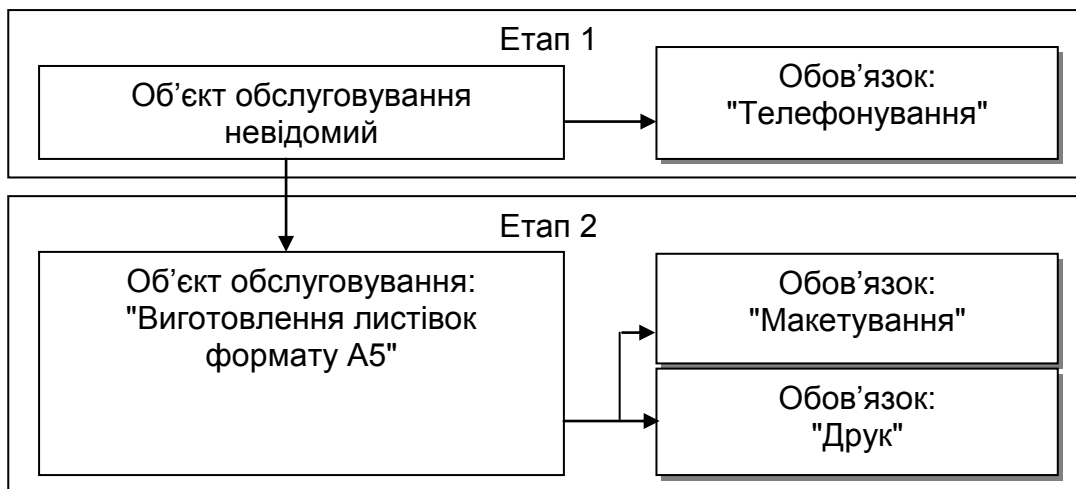 Етап 1
Об’єкт обслуговування
невідомий
Обов’язок:
"Телефонування"
Етап 2
Об’єкт обслуговування:
"Виготовлення листівок
формату А5"
Обов’язок:
"Макетування"
Обов’язок:
"Друк"